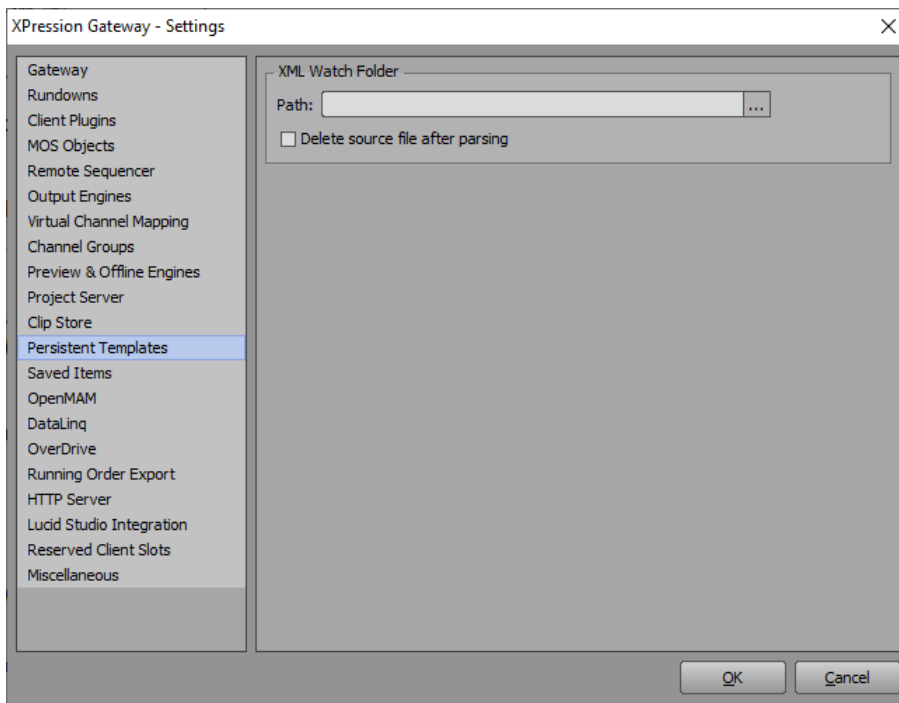 XPression Gateway - Settings
Gateway
Rundowns
Client Plugins
MOS Objects
Remote Sequencer
Output Engines
Virtual Channel Mapping
Channel Groups
Preview & Offline Engines
Project Server
Clip Store
Persistent Templates
Saved Items
OpenMAM
DataLinq
OverDrive
Running Order Export
HTTP Server
Lucid Studio Integration
Reserved Client Slots
Miscellaneous
XML Watch Folder
Path:
...
Delete source file after parsing
OK
Cancel